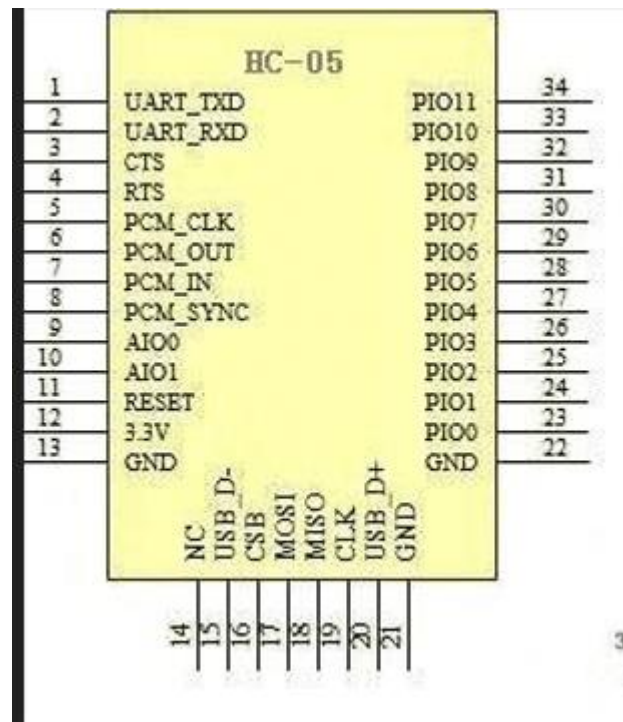 HC-05
1 UART_TXD PIO11 34
2 UART_RXD PIO10 33
3 CTS PIO9 32
4 RTS PIO8 31
5 PCM_CLK PIO7 30
6 PCM_OUT PIO6 29
7 PCM_IN PIO5 28
8 PCM_SYNC PIO4 27
9 AIO0 PIO3 26
10 AIO1 PIO2 25
11 RESET PIO1 24
12 3.3V PIO0 23
13 GND GND 22
NC USB_D- CSB MOSI MISO CLK USB_D+ GND
14 15 16 17 18 19 20 21
3